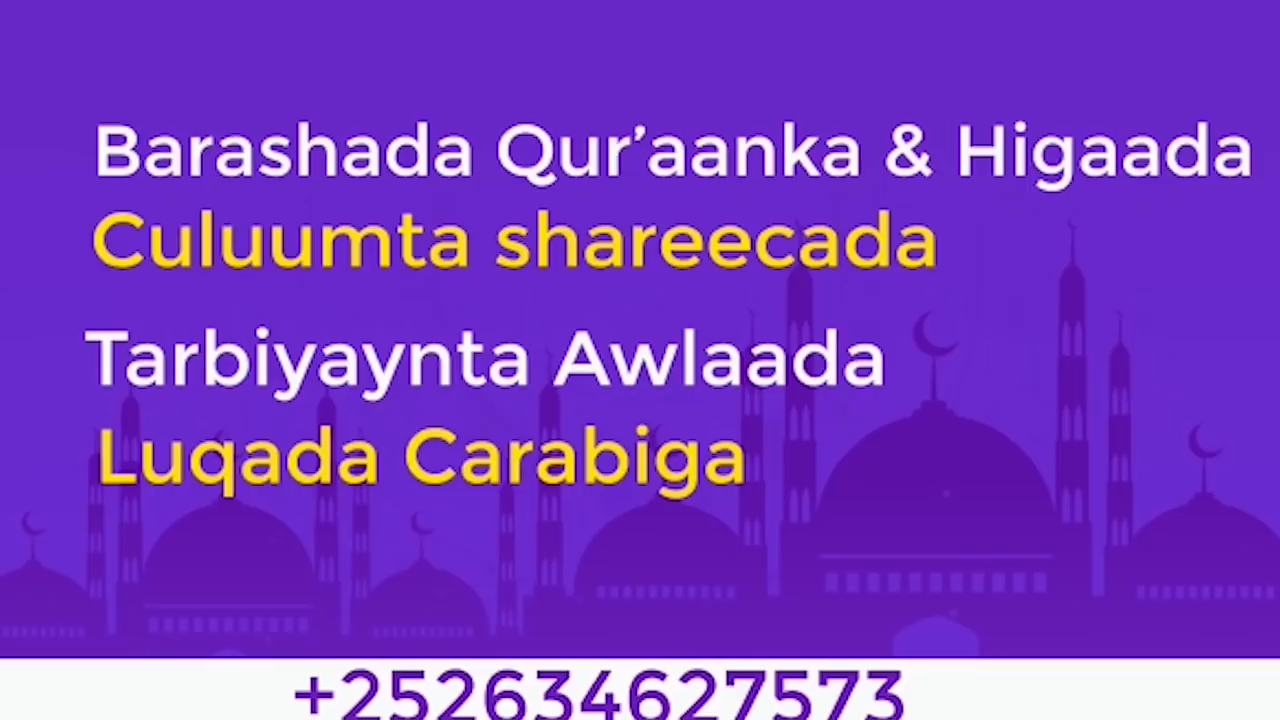 Barashada Qur’aanka & Higaada
Culuumta shareecada
Tarbiyaynta Awlaada
Luqada Carabiga
+252634627573